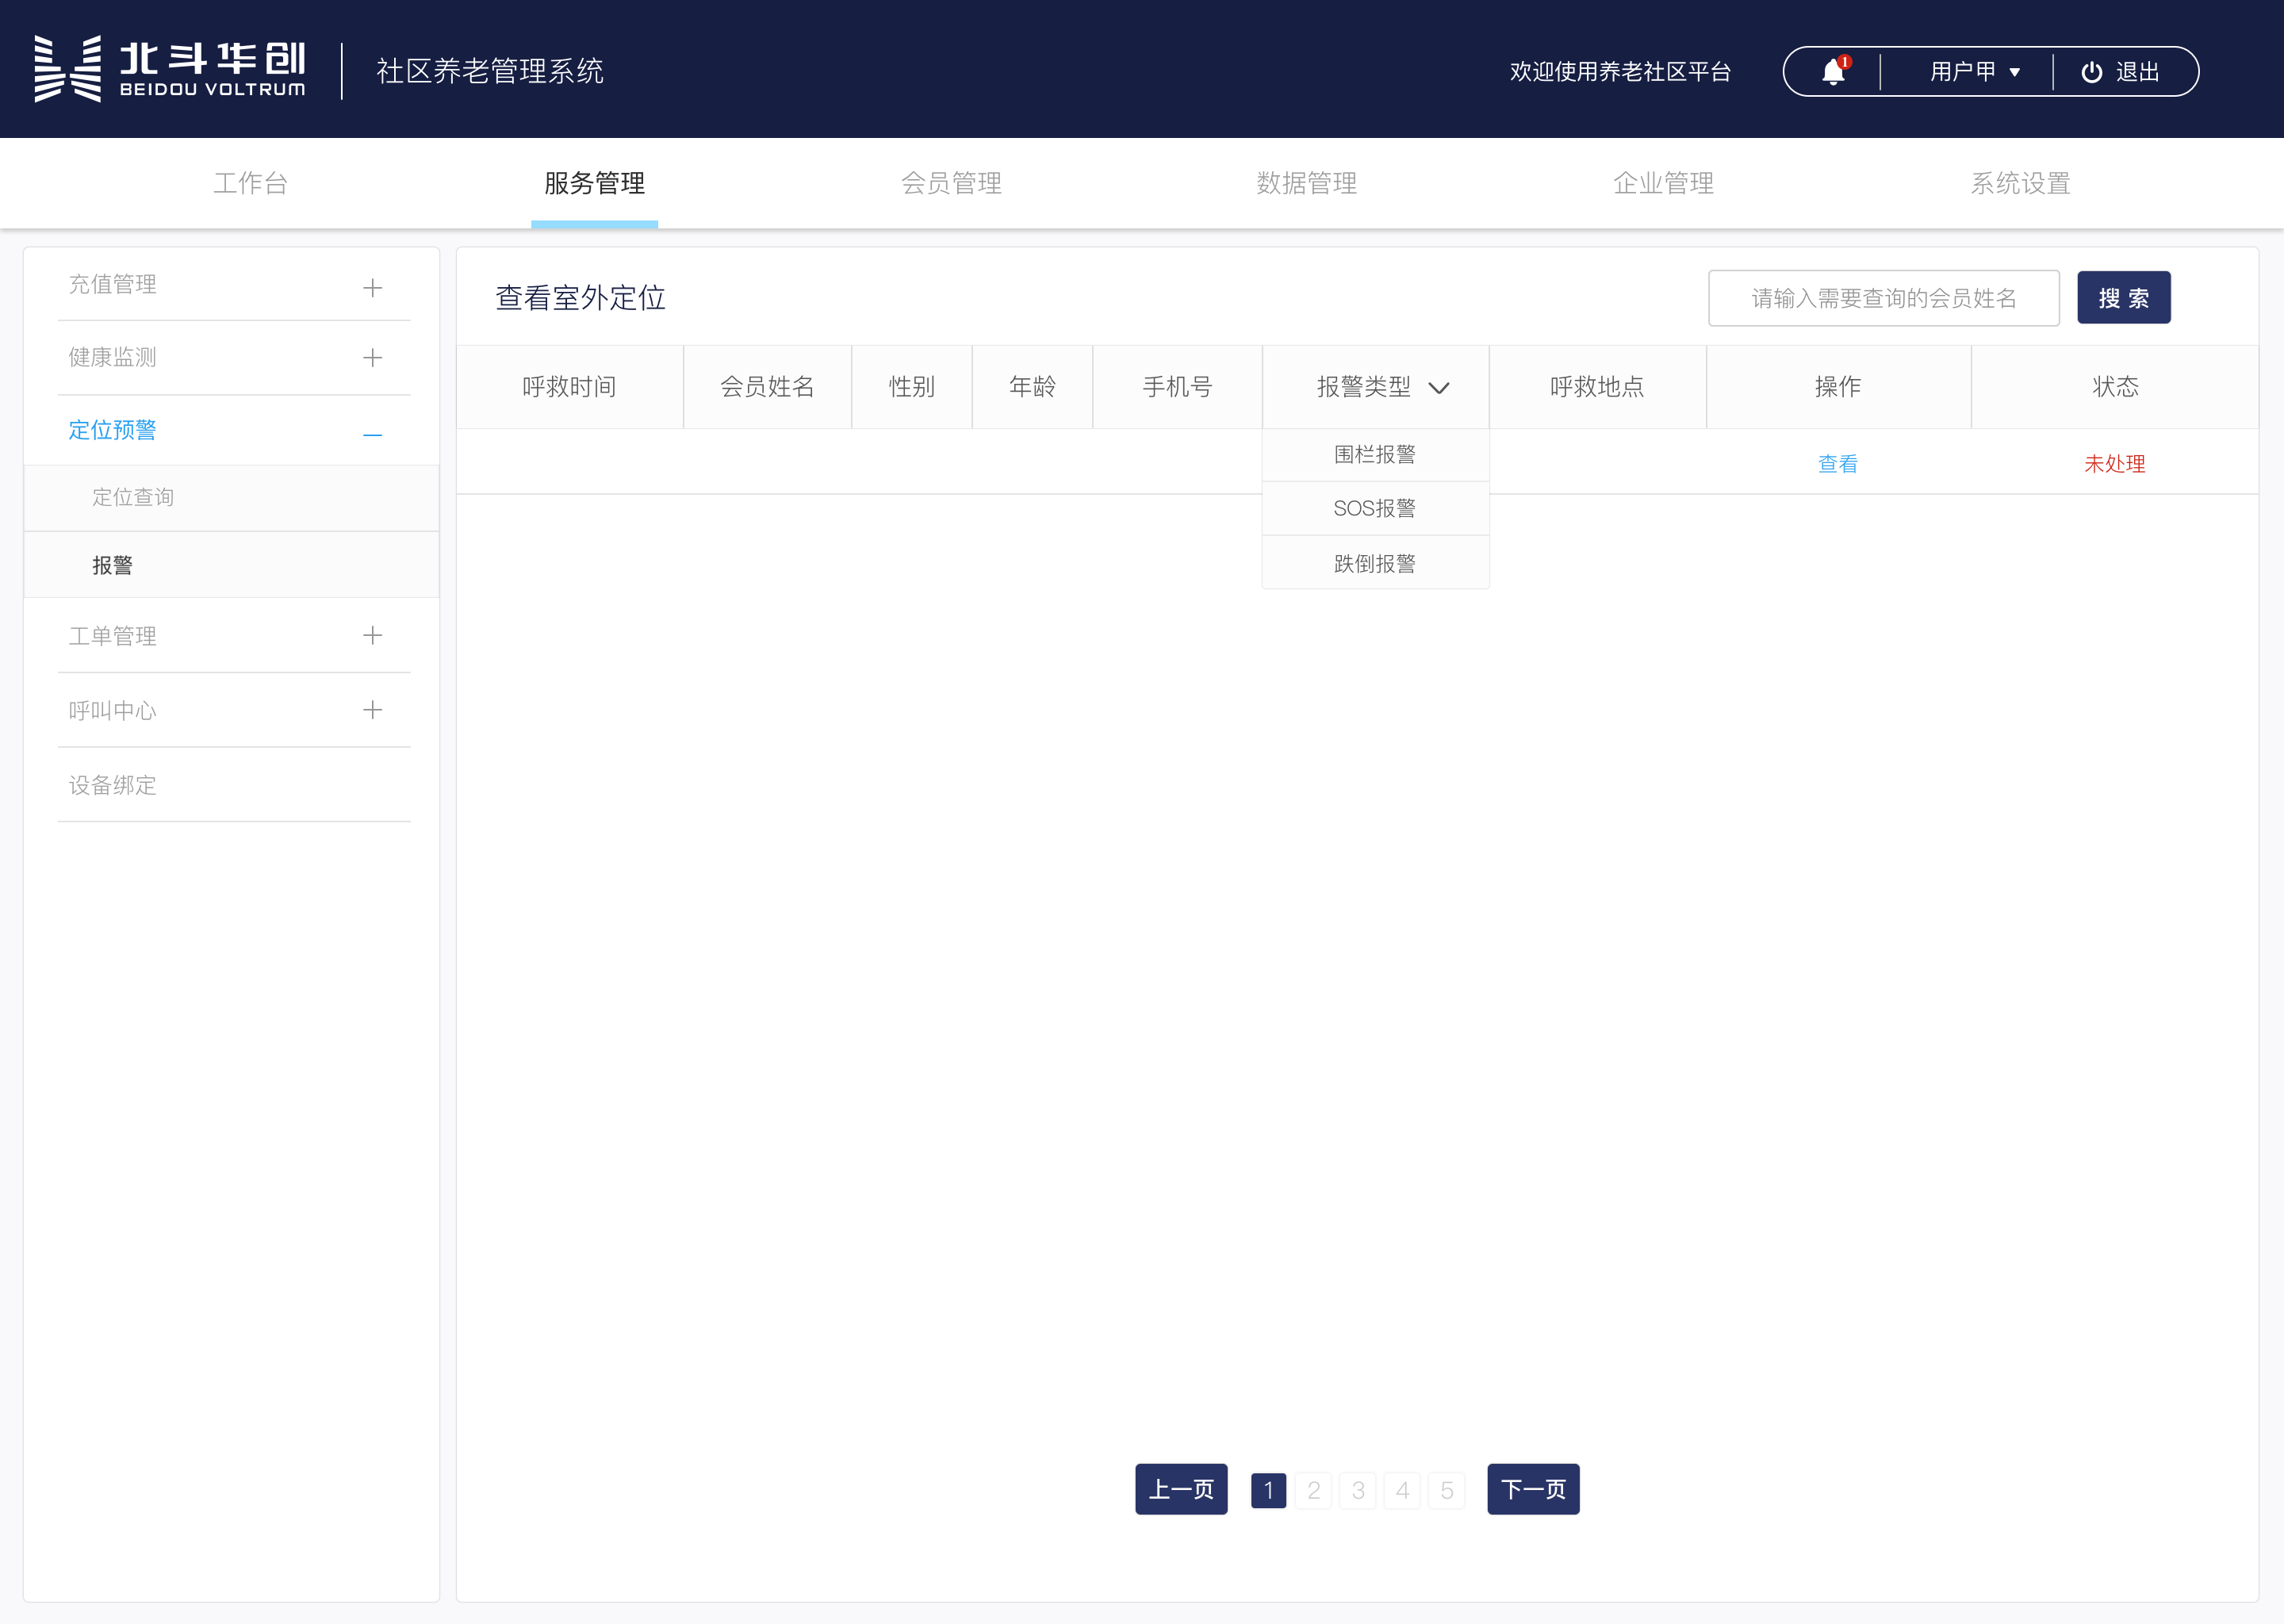 北斗华创
BEIDOU VOLTRUM
社区养老管理系统
欢迎使用养老社区平台
1
用户甲
退出
工作台
服务管理
会员管理
数据管理
企业管理
系统设置
充值管理
健康监测
定位预警
定位查询
报警
工单管理
呼叫中心
设备绑定
查看室外定位
请输入需要查询的会员姓名
搜 索
呼救时间
会员姓名
性别
年龄
手机号
报警类型
呼救地点
操作
状态
围栏报警
SOS报警
跌倒报警
查看
未处理
上一页
1
2
3
4
5
下一页